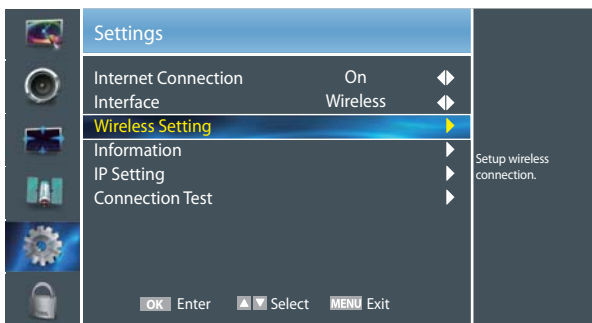 Settings
Internet Connection On
Interface Wireless
Wireless Setting
Information
IP Setting
Connection Test
Setup wireless
connection.
OK Enter Select MENU Exit